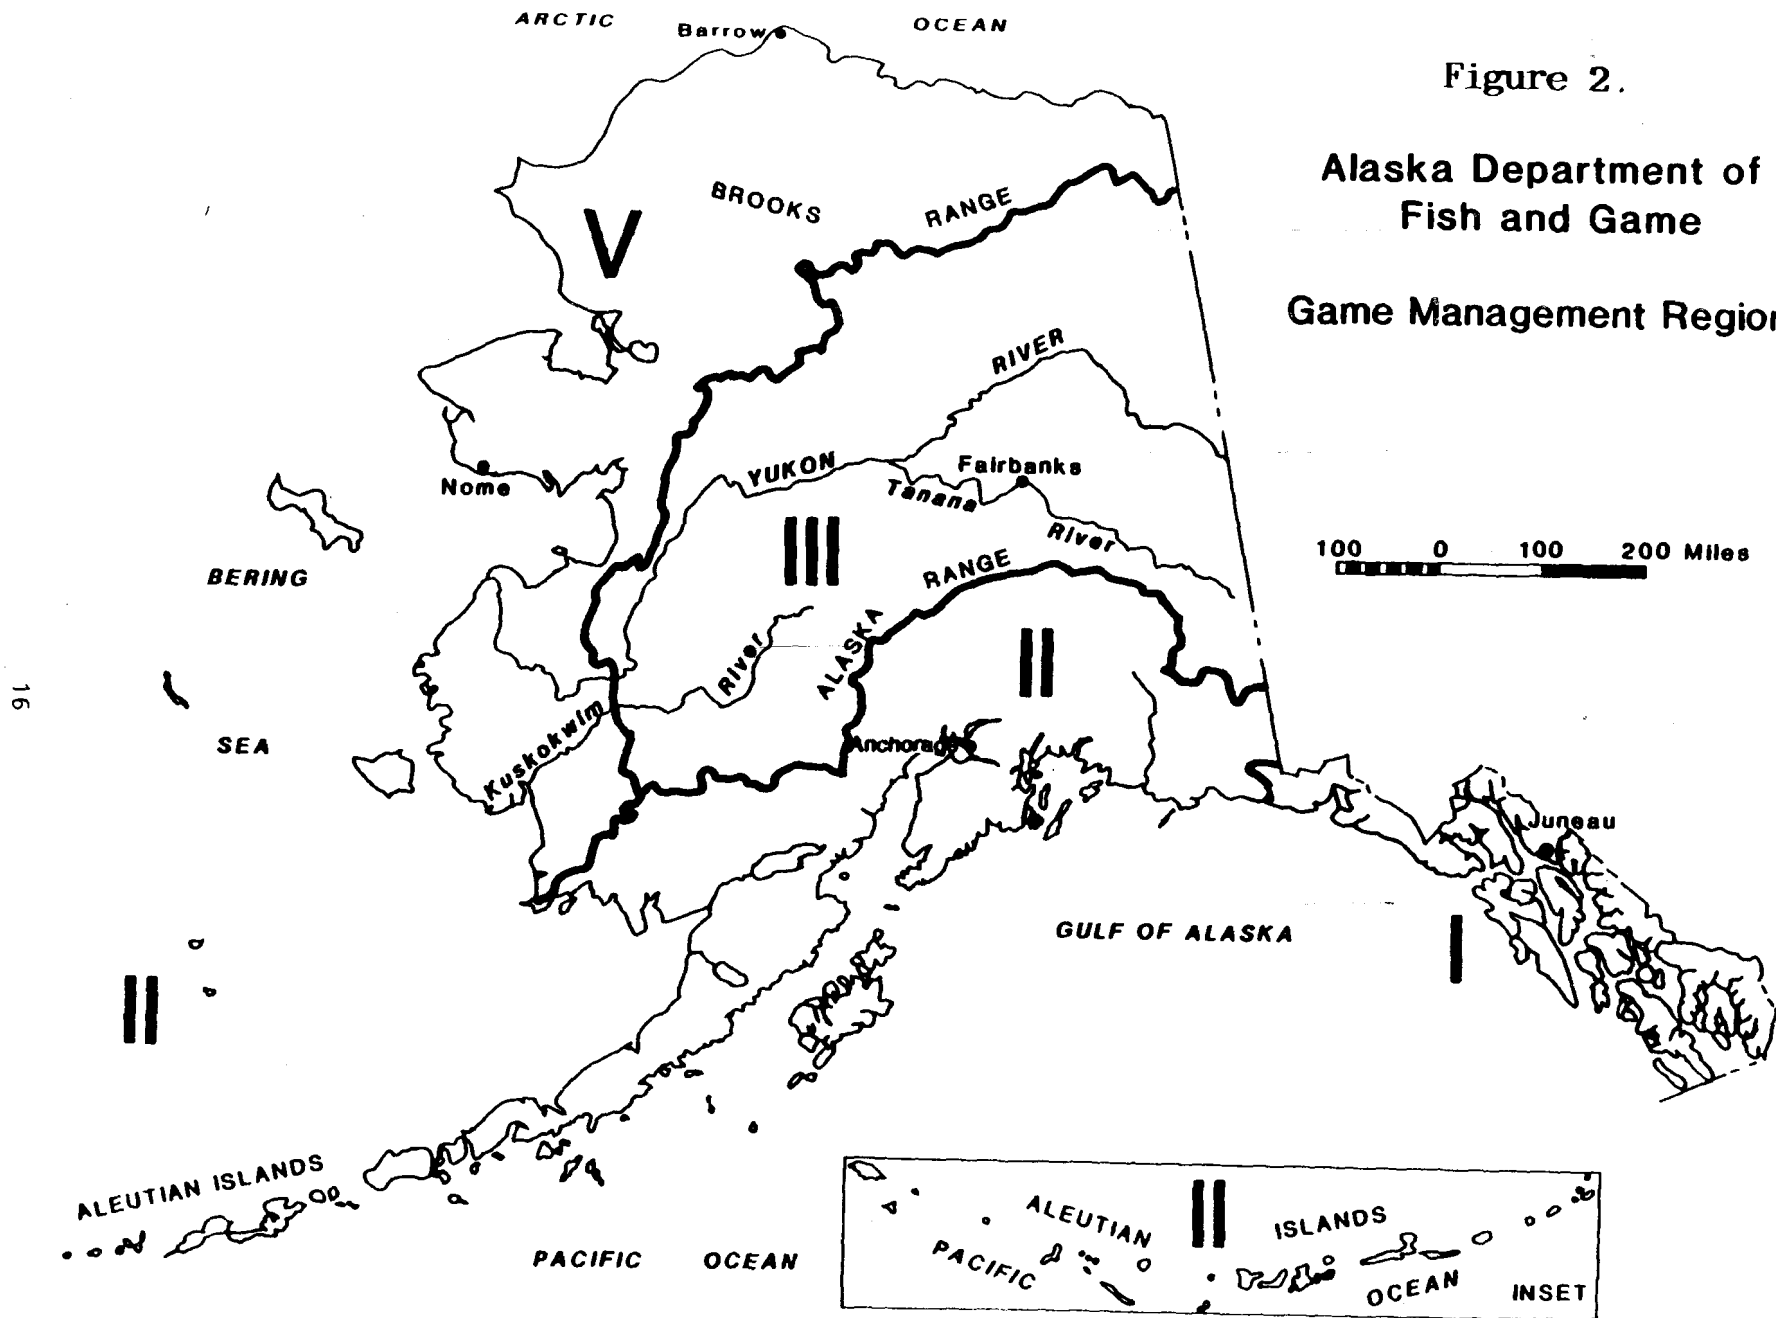 ARCTIC OCEAN
Barrow
Figure 2.
Alaska Department of
Fish and Game
Game Management Region
BROOKS RANGE
V
RIVER
YUKON
Fairbanks
Tanana
River
Nome
III
100 0 100 200 Miles
BERING
SEA
RANGE
ALASKA
II
River
Kuskokwim
Anchorage
16
Juneau
GULF OF ALASKA
I
II
ALEUTIAN ISLANDS
PACIFIC OCEAN
II
ALEUTIAN ISLANDS
PACIFIC OCEAN
INSET